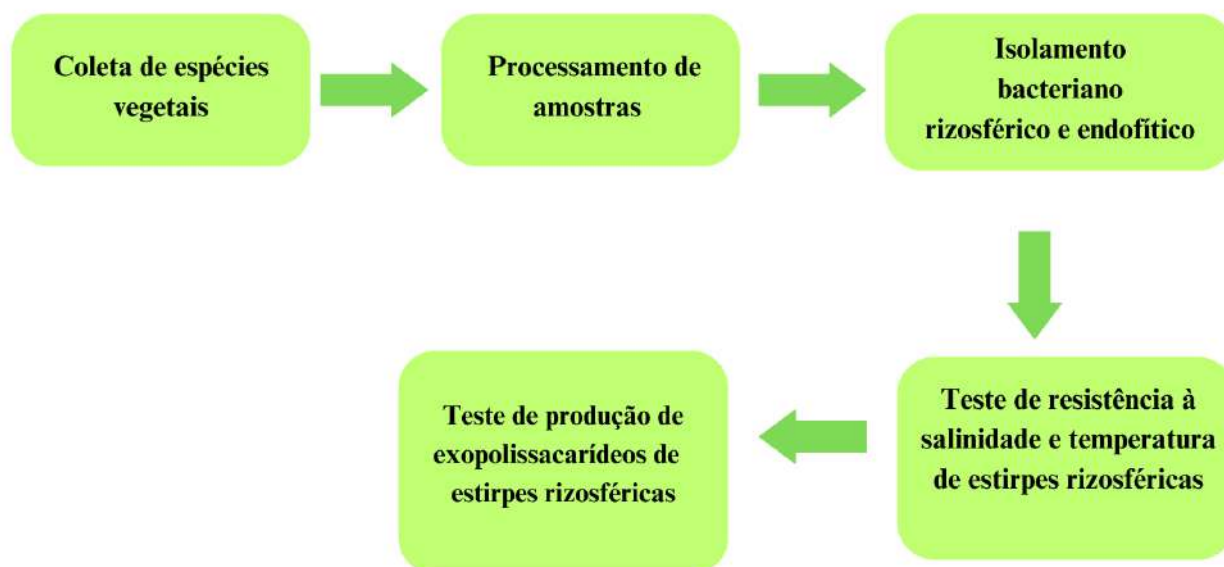 Coleta de espécies
vegetais
Processamento de
amostras
Isolamento
bacteriano
rizosférico e endofítico
Teste de resistência à
salinidade e temperatura
de estirpes rizosféricas
Teste de produção de
exopolissacarídeos de
estirpes rizosféricas